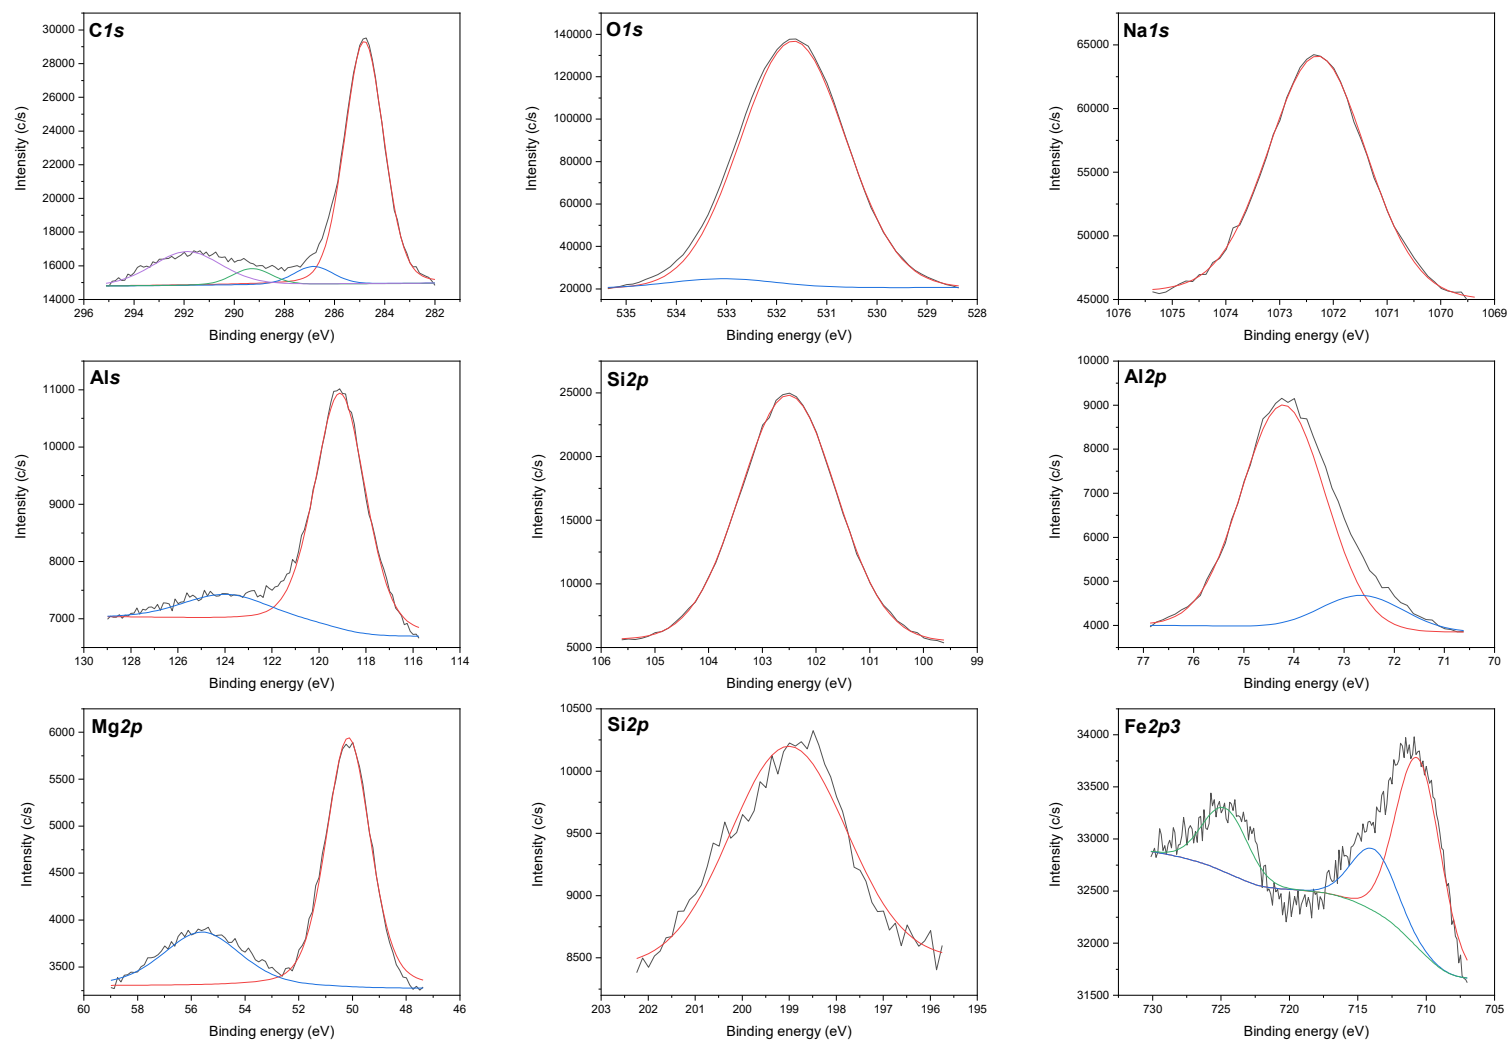 C1s
30000
28000
26000
24000
22000
20000
18000
16000
14000
Intensity (c/s)
296 294 292 290 288 286 284 282
Binding energy (eV)
O1s
140000
120000
100000
80000
60000
40000
20000
Intensity (c/s)
535 534 533 532 531 530 529 528
Binding energy (eV)
Na1s
65000
60000
55000
50000
45000
Intensity (c/s)
1076 1075 1074 1073 1072 1071 1070 1069
Binding energy (eV)
Als
11000
10000
9000
8000
7000
Intensity (c/s)
130 128 126 124 122 120 118 116 114
Binding energy (eV)
Si2p
25000
20000
15000
10000
5000
Intensity (c/s)
106 105 104 103 102 101 100 99
Binding energy (eV)
Al2p
10000
9000
8000
7000
6000
5000
4000
Intensity (c/s)
77 76 75 74 73 72 71 70
Binding energy (eV)
Mg2p
6000
5500
5000
4500
4000
3500
Intensity (c/s)
60 58 56 54 52 50 48 46
Binding energy (eV)
Si2p
10500
10000
9500
9000
8500
Intensity (c/s)
203 202 201 200 199 198 197 196 195
Binding energy (eV)
Fe2p3
34000
33500
33000
32500
32000
31500
Intensity (c/s)
730 725 720 715 710 705
Binding energy (eV)